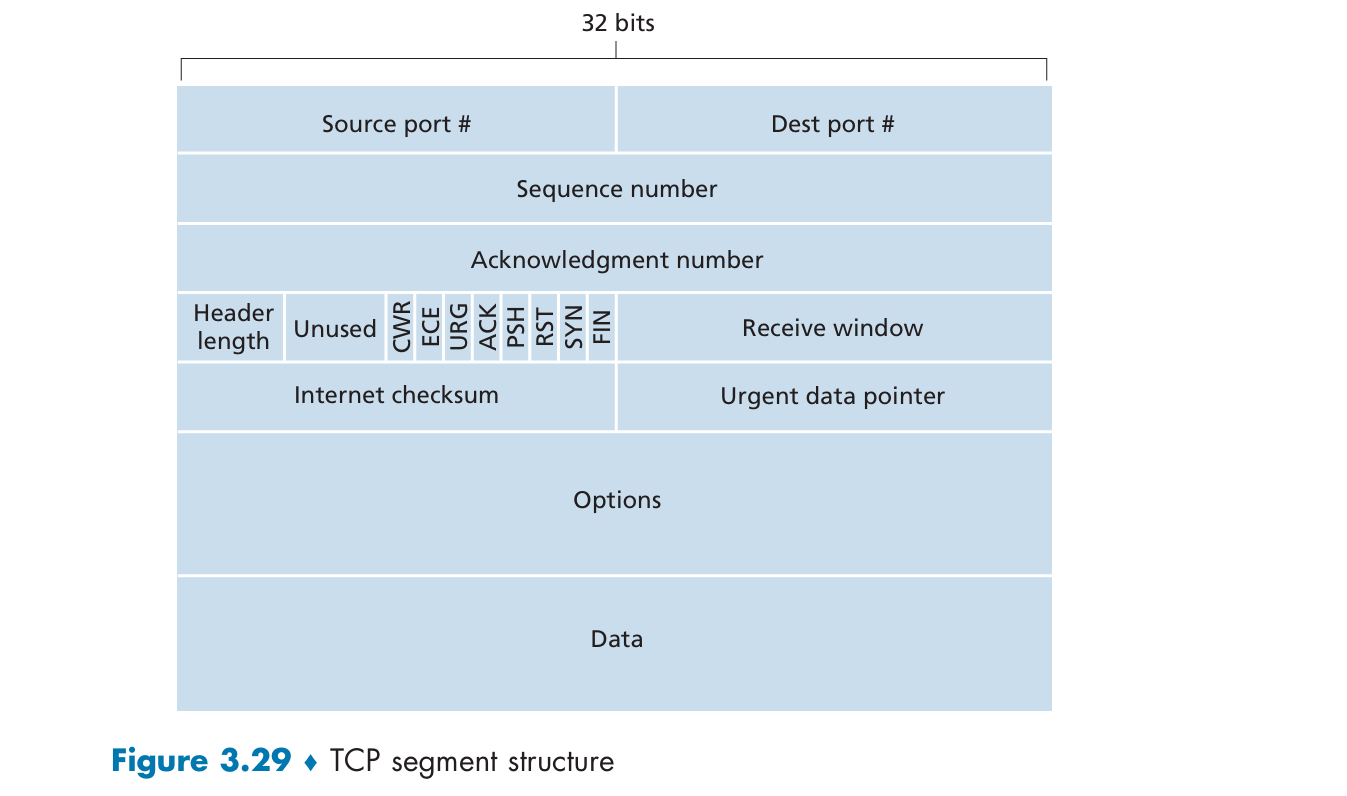 32 bits
Source port #
Dest port #
Sequence number
Acknowledgment number
Header
length
Unused
CWR
ECE
URG
ACK
PSH
RST
SYN
FIN
Receive window
Internet checksum
Urgent data pointer
Options
Data
Figure 3.29 ♦ TCP segment structure